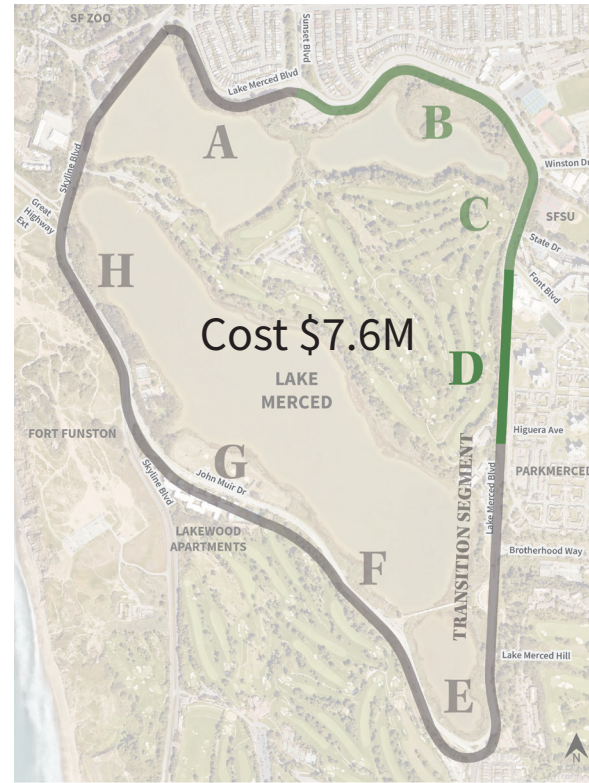 SF ZOO
Sunset Blvd
Lake Merced Blvd
A
B
Winston Dr
Skyline Blvd
Great
Highway
Ext
C
SFSU
State Dr
H
Font Blvd
Cost $7.6M
D
LAKE
MERCED
FORT FUNSTON
Higuera Ave
G
TRANSITION SEGMENT
Lake Merced Blvd
PARKMERCED
Skyline Blvd
John Muir Dr
LAKEWOOD
APARTMENTS
Brotherhood Way
F
Lake Merced Hill
E
N